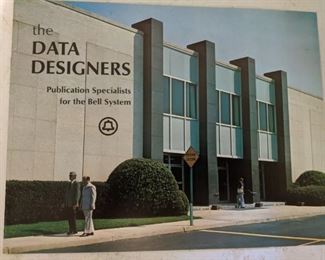 the
DATA
DESIGNERS
Publication Specialists
for the Bell System